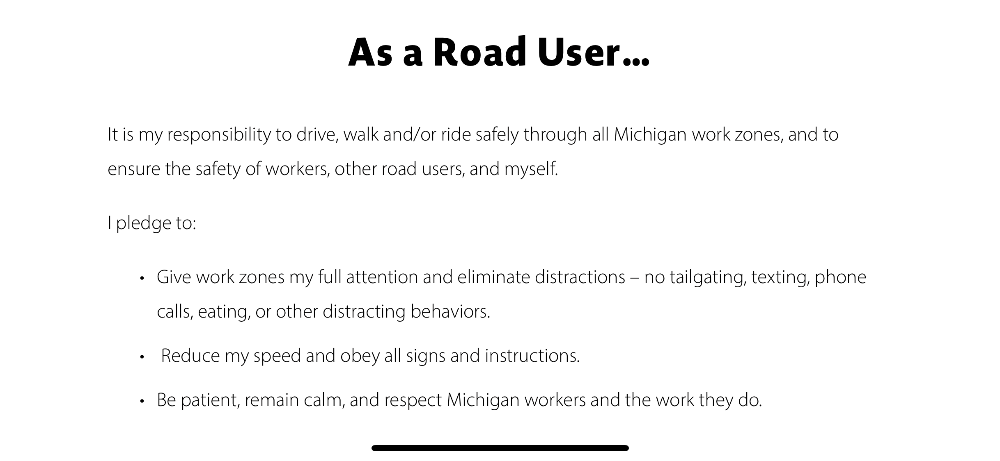 As a Road User...
It is my responsibility to drive, walk and/or ride safely through all Michigan work zones, and to
ensure the safety of workers, other road users, and myself.
I pledge to:
• Give work zones my full attention and eliminate distractions – no tailgating, texting, phone
calls, eating, or other distracting behaviors.
• Reduce my speed and obey all signs and instructions.
• Be patient, remain calm, and respect Michigan workers and the work they do.